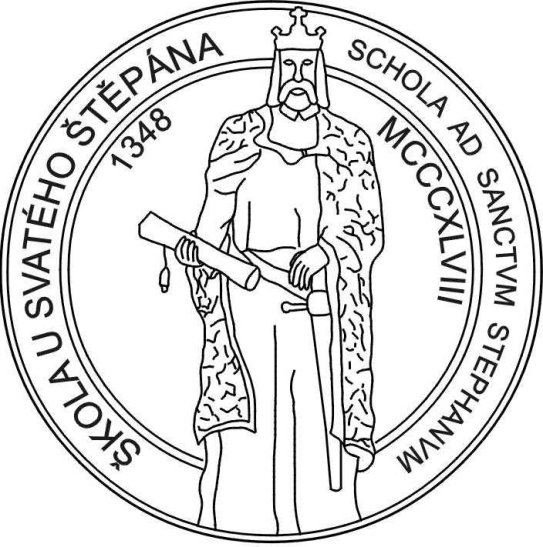 ŠKOLA U SVATÉHO ŠTĚPÁNA
1348
SCHOLA AD SANCTVM STEPHANVM
MCCCXLVIII